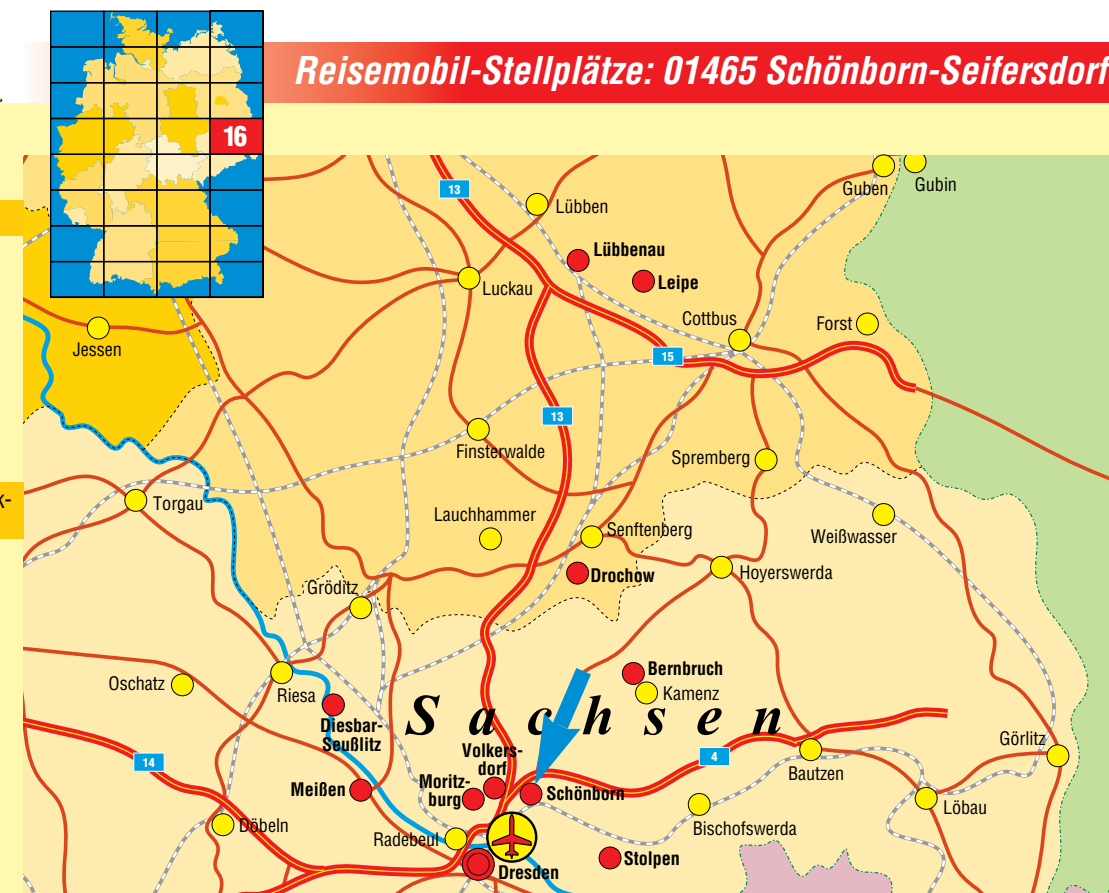 Reisemobil-Stellplätze: 01465 Schönborn-Seifersdorf
16
13
Guben
Gubin
Lübben
Lübbenau
Leipe
Luckau
Cottbus
Forst
Jessen
15
13
Finsterwalde
Spremberg
k-
Torgau
Lauchhammer
Senftenberg
Weißwasser
Drochow
Hoyerswerda
Gröditz
Bernbruch
Oschatz
Riesa
Kamenz
Sachsen
Diesbar-
Seußlitz
Görlitz
Volkers-
dorf
14
4
Bautzen
Meißen
Moritz-
burg
Schönborn
Löbau
Döbeln
Radebeul
Bischofswerda
Stolpen
Dresden